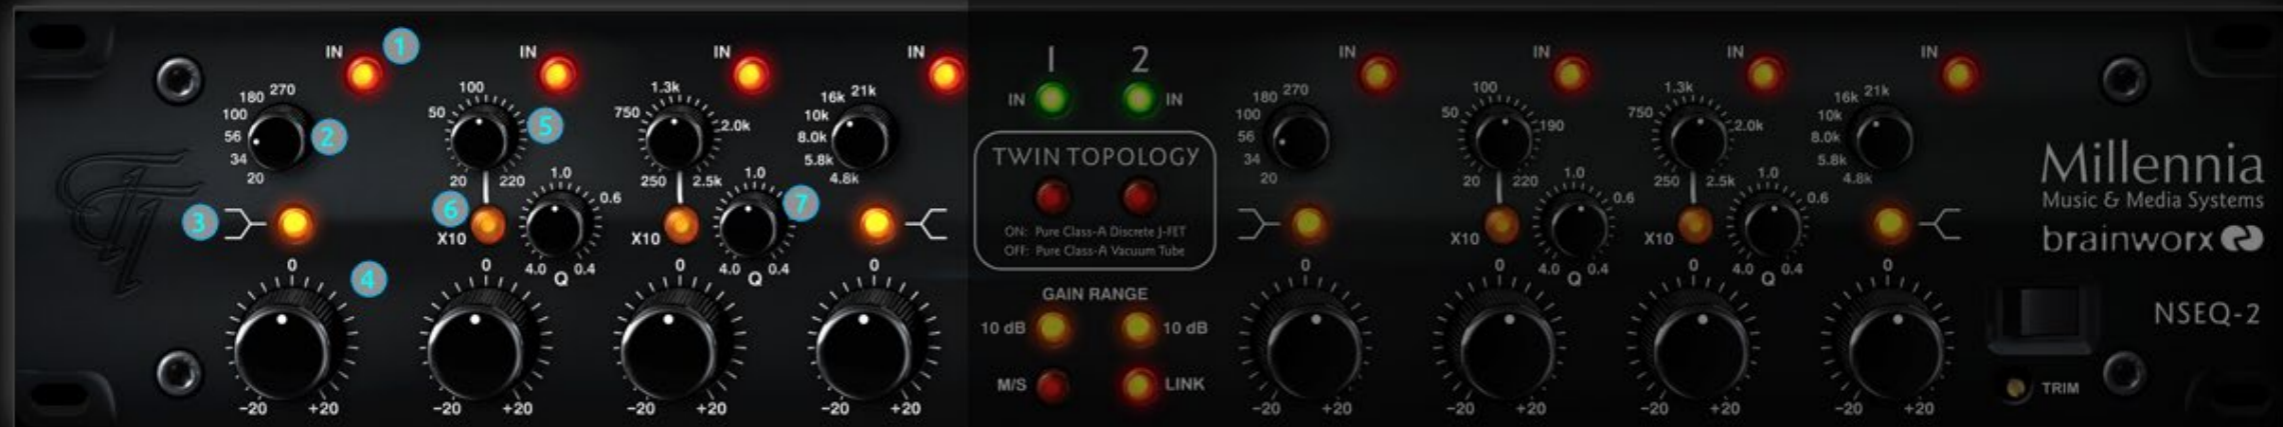 IN 1 IN IN IN
180 270
100
56 2
34
20
100
50 5
20 220
1.3k
750 2.0k
250 2.5k
16k 21k
10k
8.0k
5.8k
4.8k
3
6 X10
1.0
0.6
4.0 Q 0.4
X10
1.0 7
4.0 Q 0.4
0 4 0 0 0
-20 +20 -20 +20 -20 +20 -20 +20
1 2
IN IN
TWIN TOPOLOGY
ON: Pure Class-A Discrete J-FET
OFF: Pure Class-A Vacuum Tube
GAIN RANGE
10 dB 10 dB
M/S LINK
IN IN IN IN
180 270
100
56
34
20
100
50 190
20 220
1.3k
750 2.0k
250 2.5k
16k 21k
10k
8.0k
5.8k
4.8k
X10
1.0
0.6
4.0 Q 0.4
X10
1.0
0.6
4.0 Q 0.4
0 0 0 0
-20 +20 -20 +20 -20 +20 -20 +20
Millennia
Music & Media Systems
brainworx
NSEQ-2
TRIM